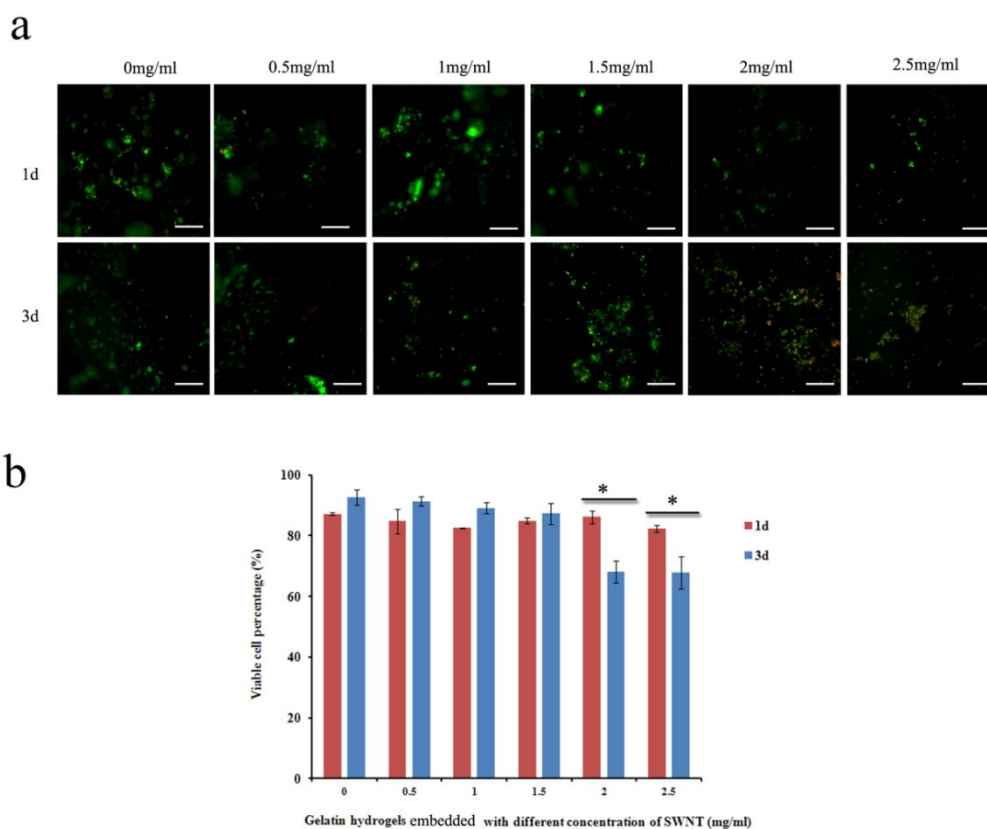 a
0mg/ml 0.5mg/ml 1mg/ml 1.5mg/ml 2mg/ml 2.5mg/ml
1d
3d
b
100
80
60
40
20
0
Viable cell percentage (%)
* *
1d
3d
0 0.5 1 1.5 2 2.5
Gelatin hydrogels embedded with different concentration of SWNT (mg/ml)